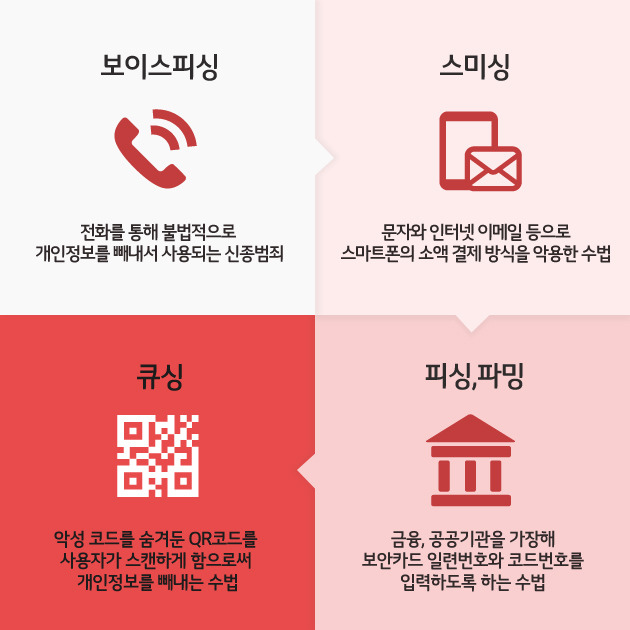 보이스피싱
전화를 통해 불법적으로
개인정보를 빼내서 사용되는 신종범죄
스미싱
문자와 인터넷 이메일 등으로
스마트폰의 소액 결제 방식을 악용한 수법
큐싱
악성 코드를 숨겨둔 QR코드를
사용자가 스캔하게 함으로써
개인정보를 빼내는 수법
피싱,파밍
금융, 공공기관을 가장해
보안카드 일련번호와 코드번호를
입력하도록 하는 수법